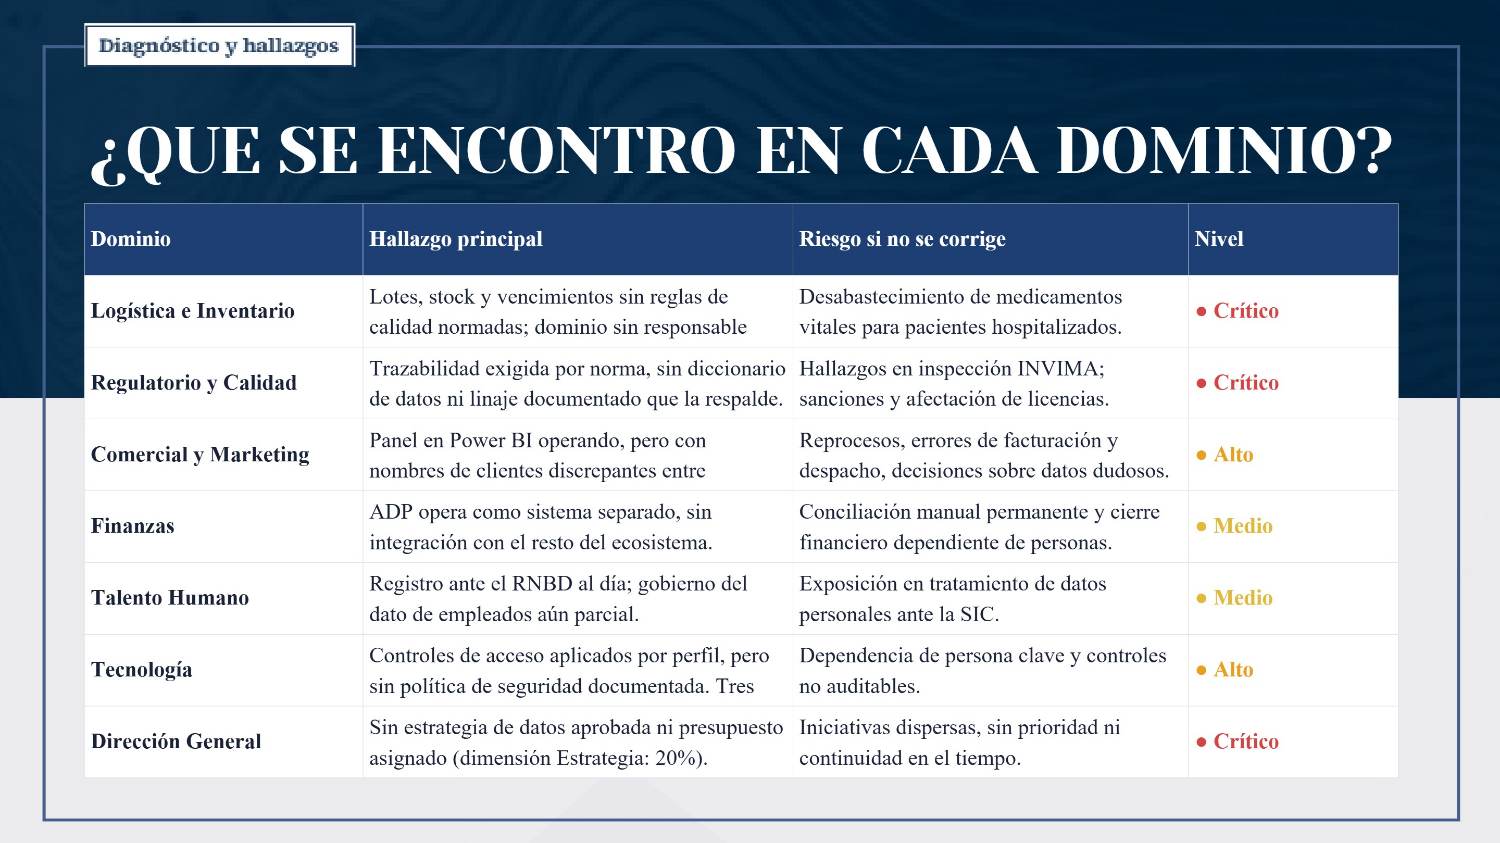 Diagnóstico y hallazgos
¿QUE SE ENCONTRO EN CADA DOMINIO?
Dominio
Hallazgo principal
Riesgo si no se corrige
Nivel
Logística e Inventario
Lotes, stock y vencimientos sin reglas de
calidad normadas; dominio sin responsable
Desabastecimiento de medicamentos
vitales para pacientes hospitalizados.
● Crítico
Regulatorio y Calidad
Trazabilidad exigida por norma, sin diccionario
de datos ni linaje documentado que la respalde.
Hallazgos en inspección INVIMA;
sanciones y afectación de licencias.
● Crítico
Comercial y Marketing
Panel en Power BI operando, pero con
nombres de clientes discrepantes entre
Reprocesos, errores de facturación y
despacho, decisiones sobre datos dudosos.
● Alto
Finanzas
ADP opera como sistema separado, sin
integración con el resto del ecosistema.
Conciliación manual permanente y cierre
financiero dependiente de personas.
● Medio
Talento Humano
Registro ante el RNBD al día; gobierno del
dato de empleados aún parcial.
Exposición en tratamiento de datos
personales ante la SIC.
● Medio
Tecnología
Controles de acceso aplicados por perfil, pero
sin política de seguridad documentada. Tres
Dependencia de persona clave y controles
no auditables.
● Alto
Dirección General
Sin estrategia de datos aprobada ni presupuesto
asignado (dimensión Estrategia: 20%).
Iniciativas dispersas, sin prioridad ni
continuidad en el tiempo.
● Crítico